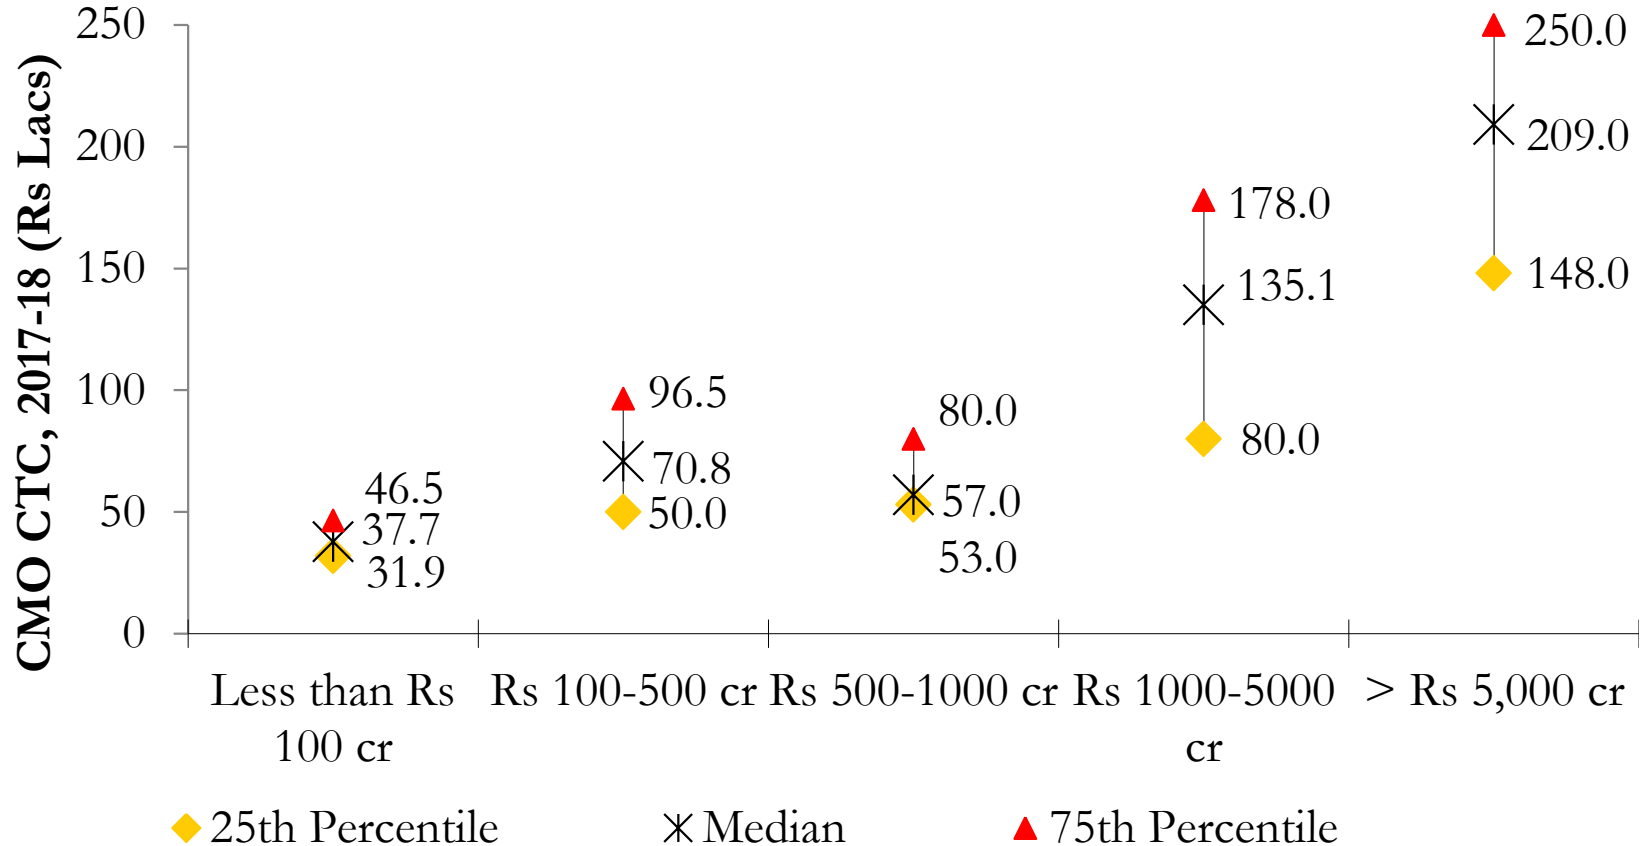 CMO CTC, 2017-18 (Rs Lacs)
250
200
150
100
50
0
46.5
37.7
31.9
96.5
70.8
50.0
80.0
57.0
53.0
178.0
135.1
80.0
250.0
209.0
148.0
Less than Rs
100 cr
Rs 100-500 cr
Rs 500-1000 cr
Rs 1000-5000
cr
> Rs 5,000 cr
25th Percentile
Median
75th Percentile